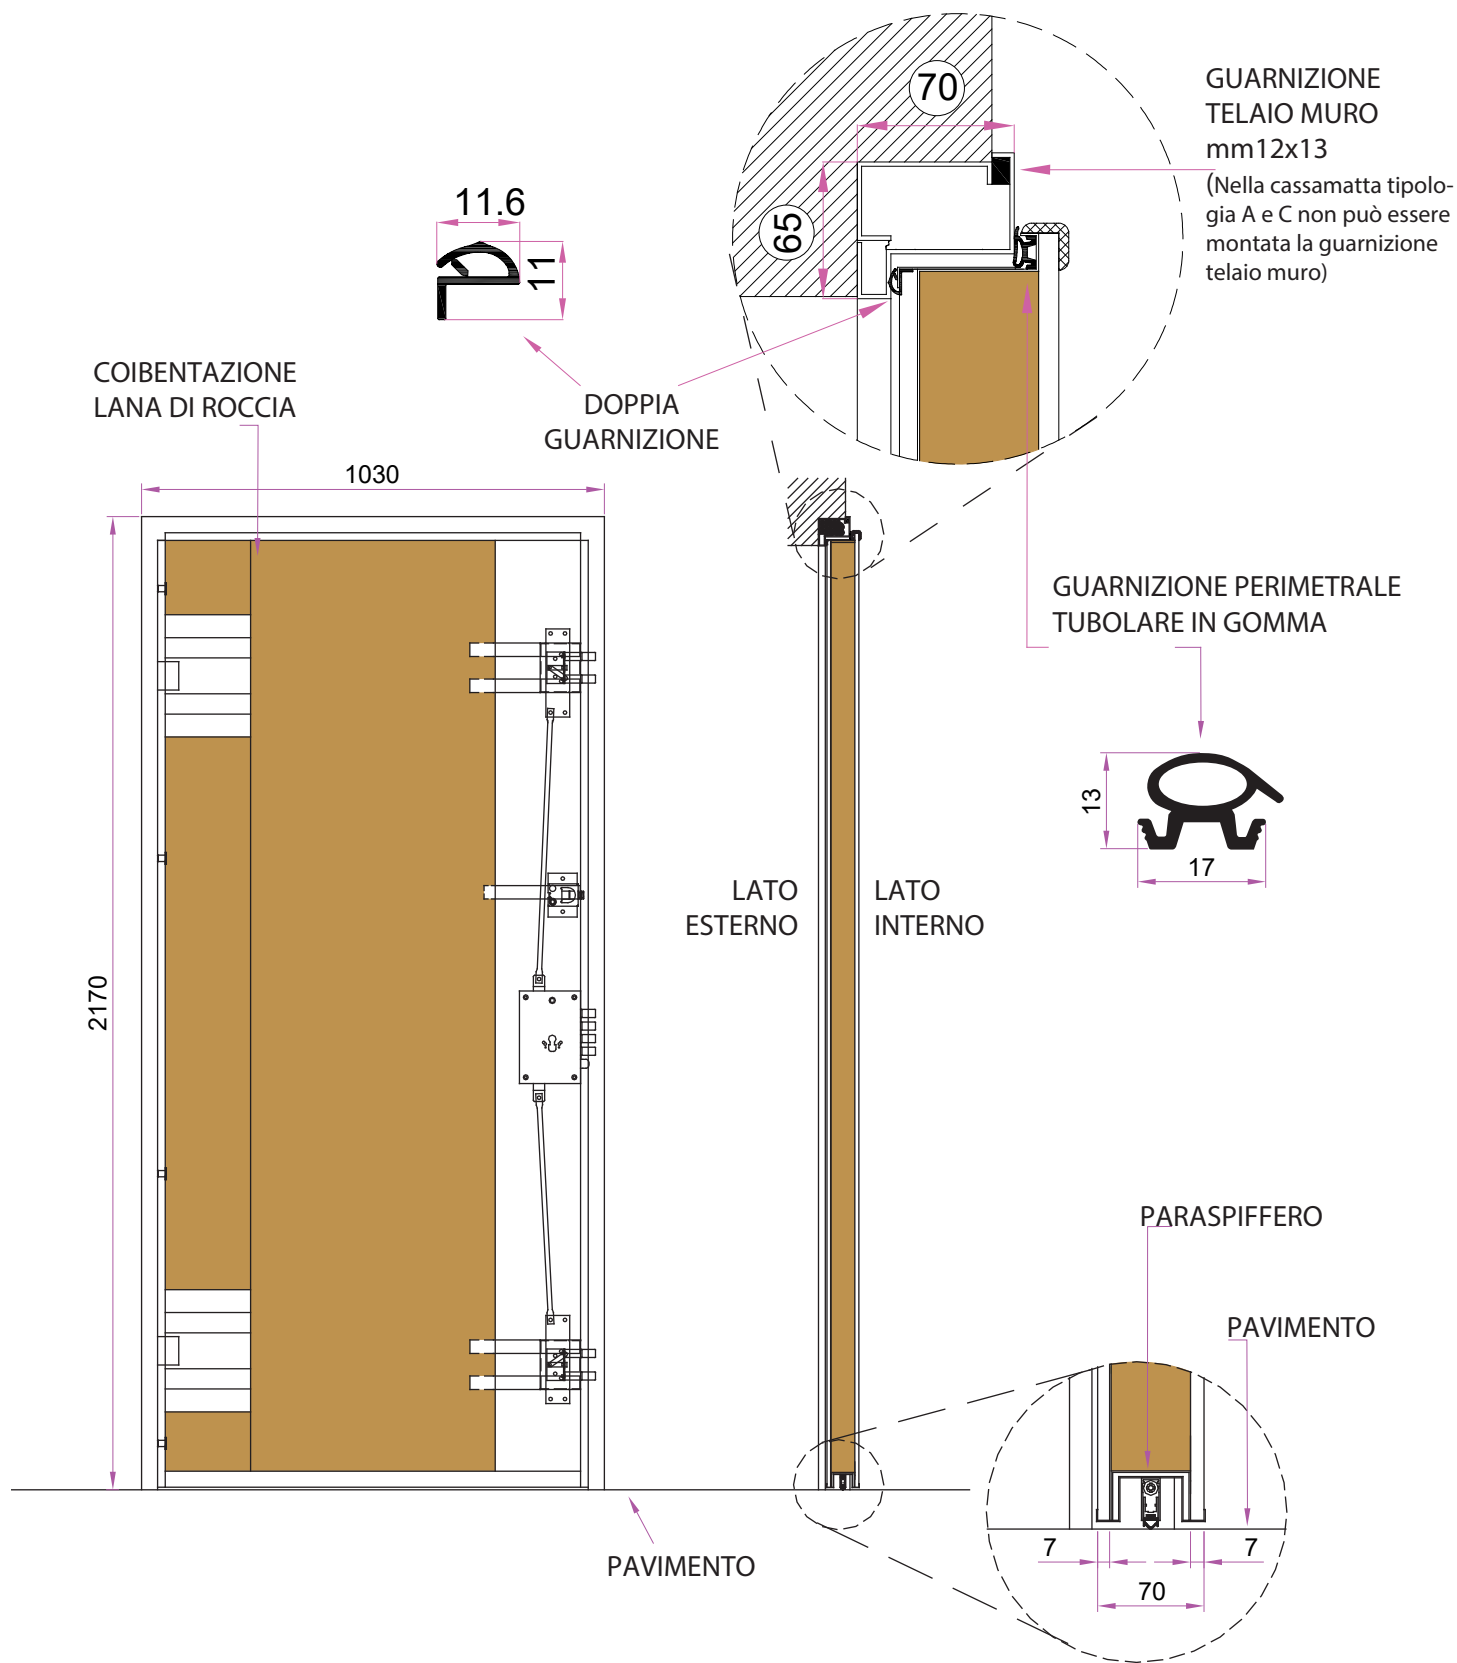 70
GUARNIZIONE
TELAIO MURO
mm12x13
(Nella cassamatta tipolo-
gia A e C non può essere
montata la guarnizione
telaio muro)
65
11.6
11
COIBENTAZIONE
LANA DI ROCCIA
DOPPIA
GUARNIZIONE
1030
2170
GUARNIZIONE PERIMETRALE
TUBOLARE IN GOMMA
13
17
LATO
ESTERNO
LATO
INTERNO
PARASPIFFERO
PAVIMENTO
PAVIMENTO
7
7
70